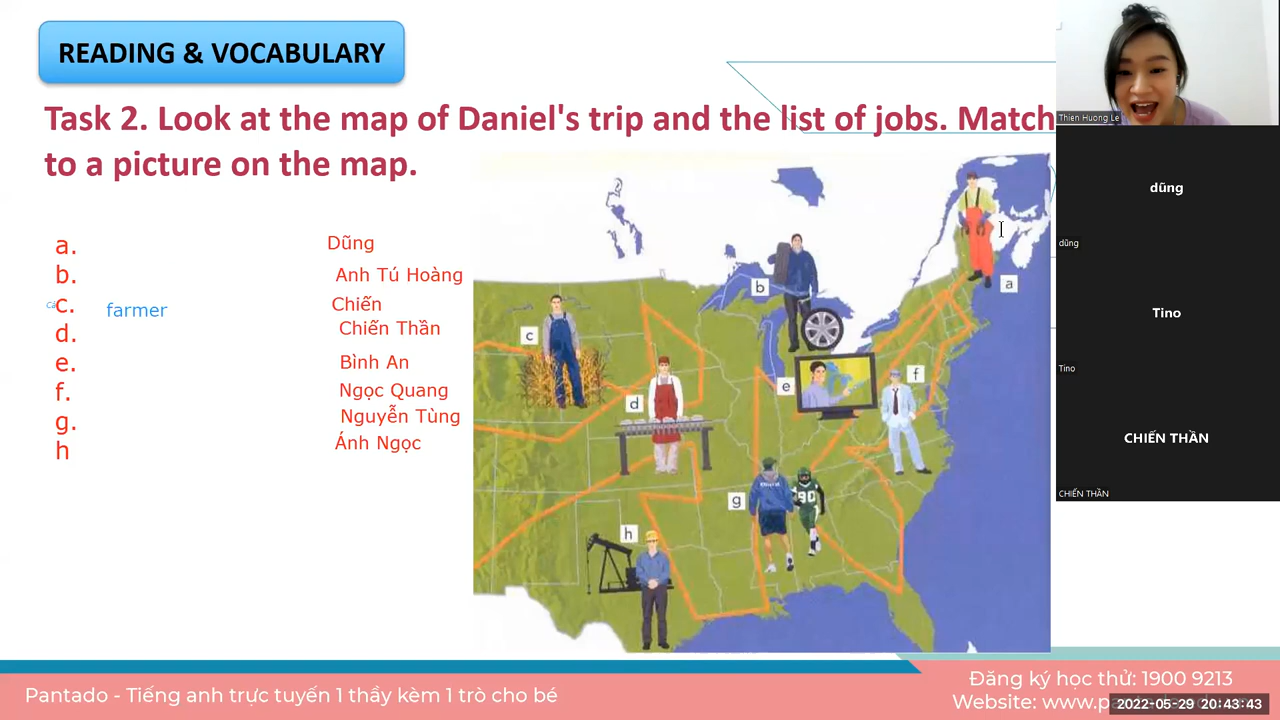 READING & VOCABULARY
Task 2. Look at the map of Daniel's trip and the list of jobs. Match
to a picture on the map.
a.
b.
c.
d.
e.
f.
g.
h
farmer
Dũng
Anh Tú Hoàng
Chiến
Chiến Thần
Bình An
Ngọc Quang
Nguyễn Tùng
Ánh Ngọc
a
b
c
d
e
f
g
h
90
Thien Huong Le
dũng
dũng
Tino
Tino
CHIẾN THẦN
CHIẾN THẦN
Pantado - Tiếng anh trực tuyến 1 thầy kèm 1 trò cho bé
Đăng ký học thử: 1900 9213
Website: www.pa
2022-05-29 20:43:43